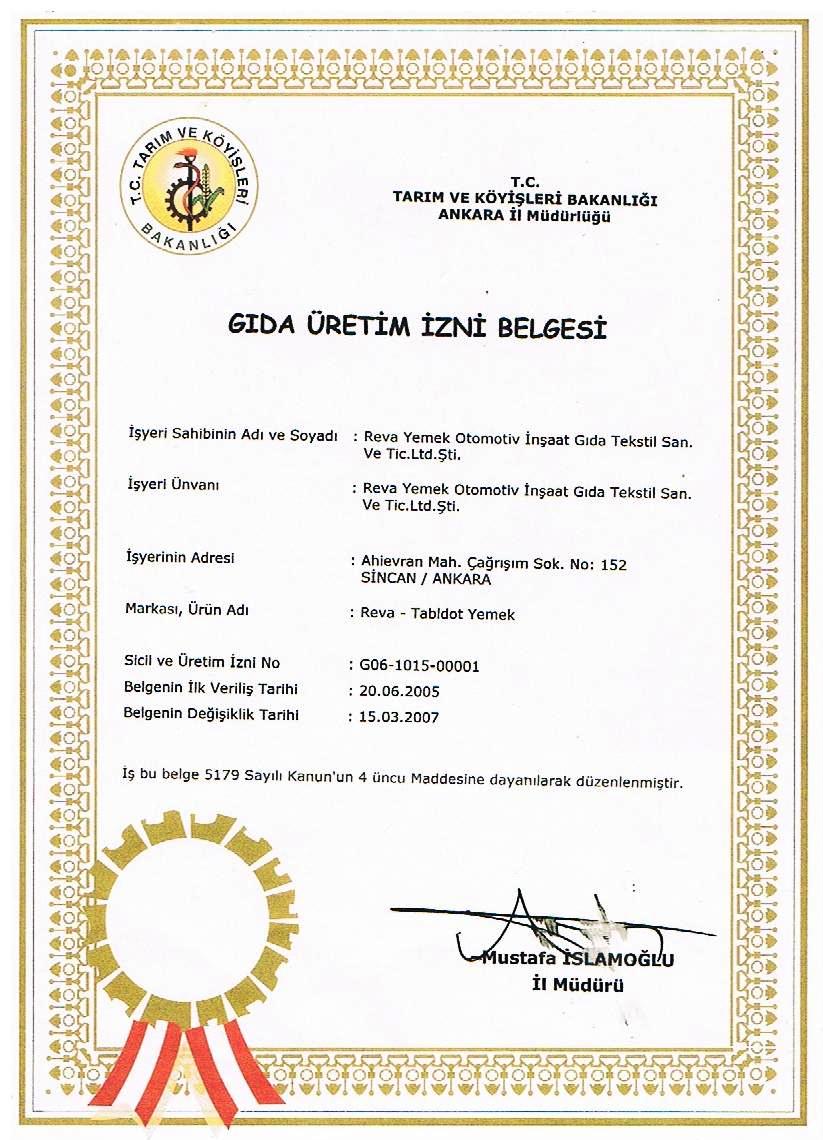 T.C. TARIM VE KÖYİŞLERİ
BAKANLIĞI
T.C.
TARIM VE KÖYİŞLERİ BAKANLIĞI
ANKARA İl Müdürlüğü
GIDA ÜRETİM İZNİ BELGESİ
İşyeri Sahibinin Adı ve Soyadı : Reva Yemek Otomotiv İnşaat Gıda Tekstil San.
Ve Tic.Ltd.Şti.
İşyeri Ünvanı : Reva Yemek Otomotiv İnşaat Gıda Tekstil San.
Ve Tic.Ltd.Şti.
İşyerinin Adresi : Ahievran Mah. Çağrışım Sok. No: 152
SİNCAN / ANKARA
Markası, Ürün Adı : Reva - Tabldot Yemek
Sicil ve Üretim İzni No : G06-1015-00001
Belgenin İlk Veriliş Tarihi : 20.06.2005
Belgenin Değişiklik Tarihi : 15.03.2007
İş bu belge 5179 Sayılı Kanun'un 4 üncu Maddesine dayanılarak düzenlenmiştir.
Mustafa İSLAMOĞLU
İl Müdürü